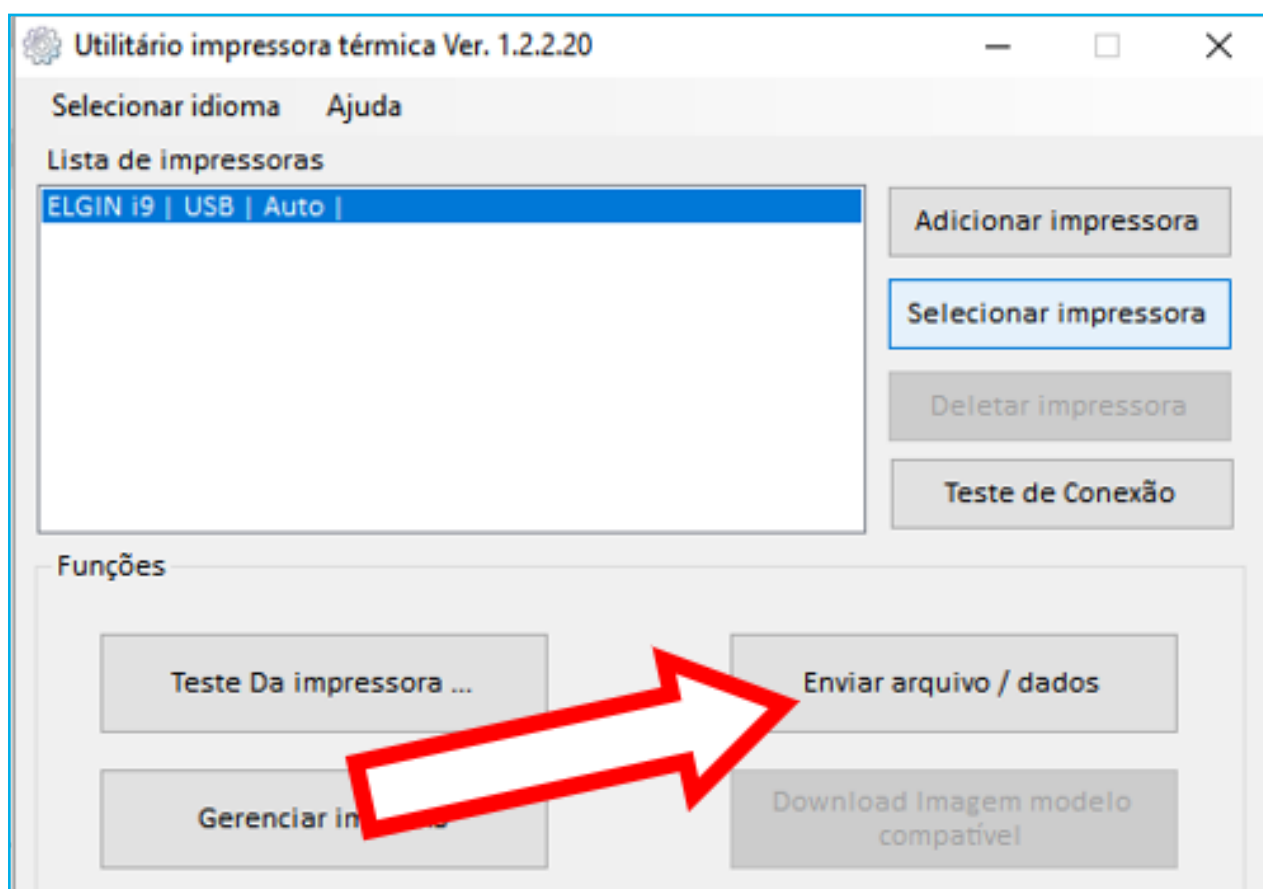 Utilitário impressora térmica Ver. 1.2.2.20
Selecionar idioma Ajuda
Lista de impressoras
ELGIN i9 | USB | Auto |
Adicionar impressora
Selecionar impressora
Deletar impressora
Teste de Conexão
Funções
Teste Da impressora ...
Enviar arquivo / dados
Gerenciar
Download Imagem modelo
compatível